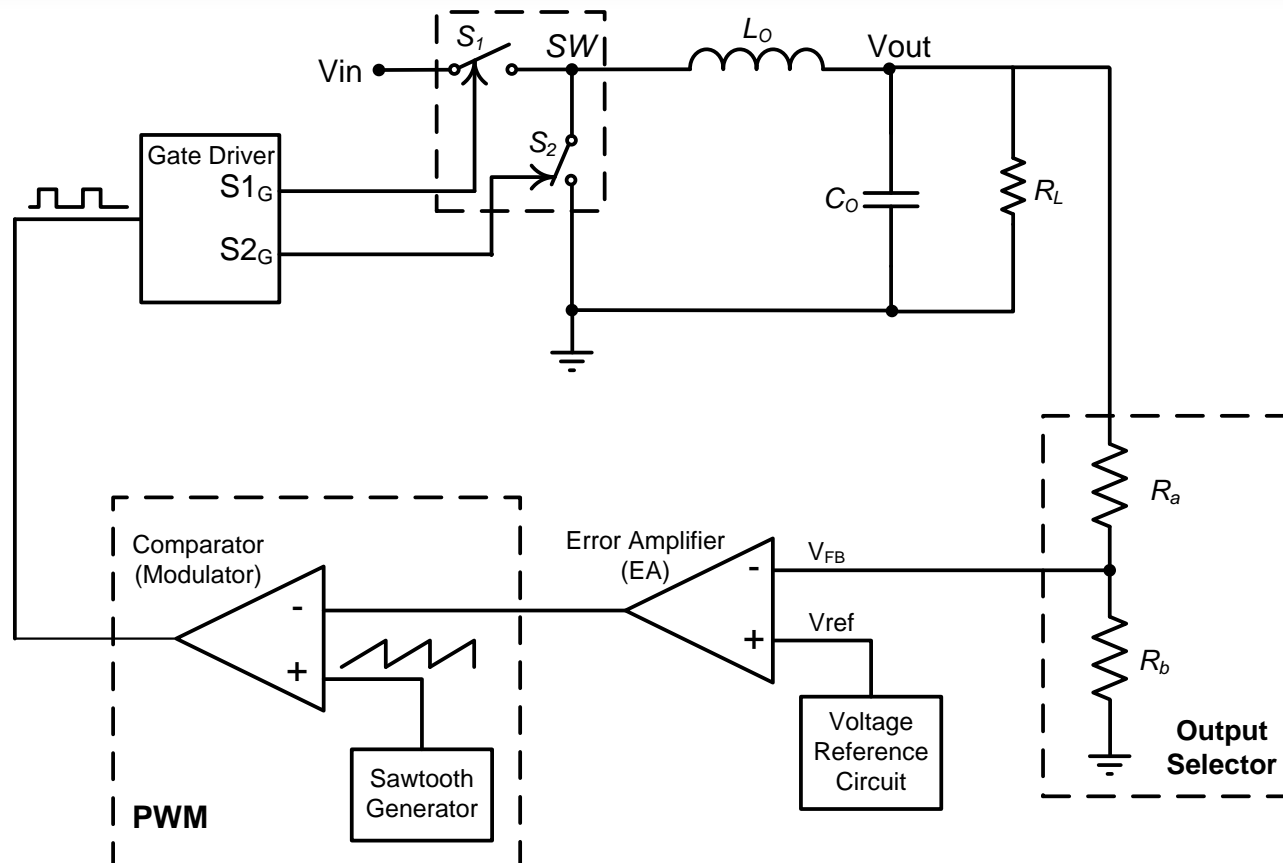 S1
SW
LO
Vout
Vin
Gate Driver
S1G
S2G
S2
CO
RL
Ra
Error Amplifier
(EA)
-
VFB
+
Vref
Comparator
(Modulator)
-
+
Rb
Voltage
Reference
Circuit
Output
Selector
Sawtooth
Generator
PWM